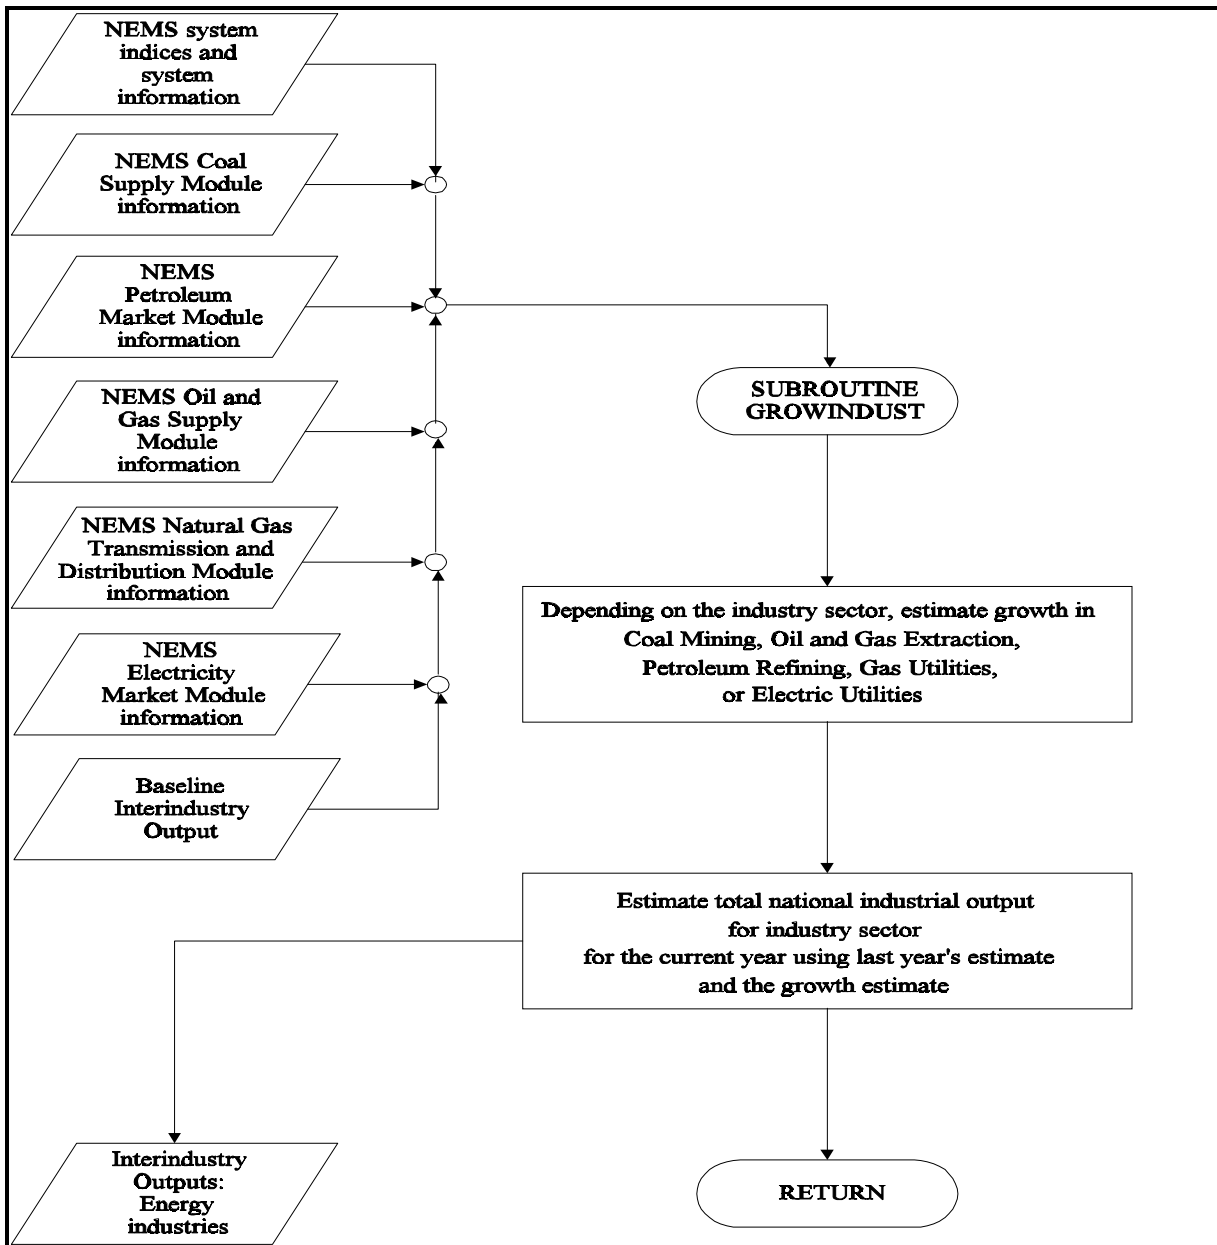 NEMS system
indices and
system
information
NEMS Coal
Supply Module
information
NEMS
Petroleum
Market Module
information
NEMS Oil and
Gas Supply
Module
information
NEMS Natural Gas
Transmission and
Distribution Module
information
NEMS
Electricity
Market Module
information
Baseline
Interindustry
Output
SUBROUTINE
GROWINDUST
Depending on the industry sector, estimate growth in
Coal Mining, Oil and Gas Extraction,
Petroleum Refining, Gas Utilities,
or Electric Utilities
Estimate total national industrial output
for industry sector
for the current year using last year's estimate
and the growth estimate
Interindustry
Outputs:
Energy
industries
RETURN